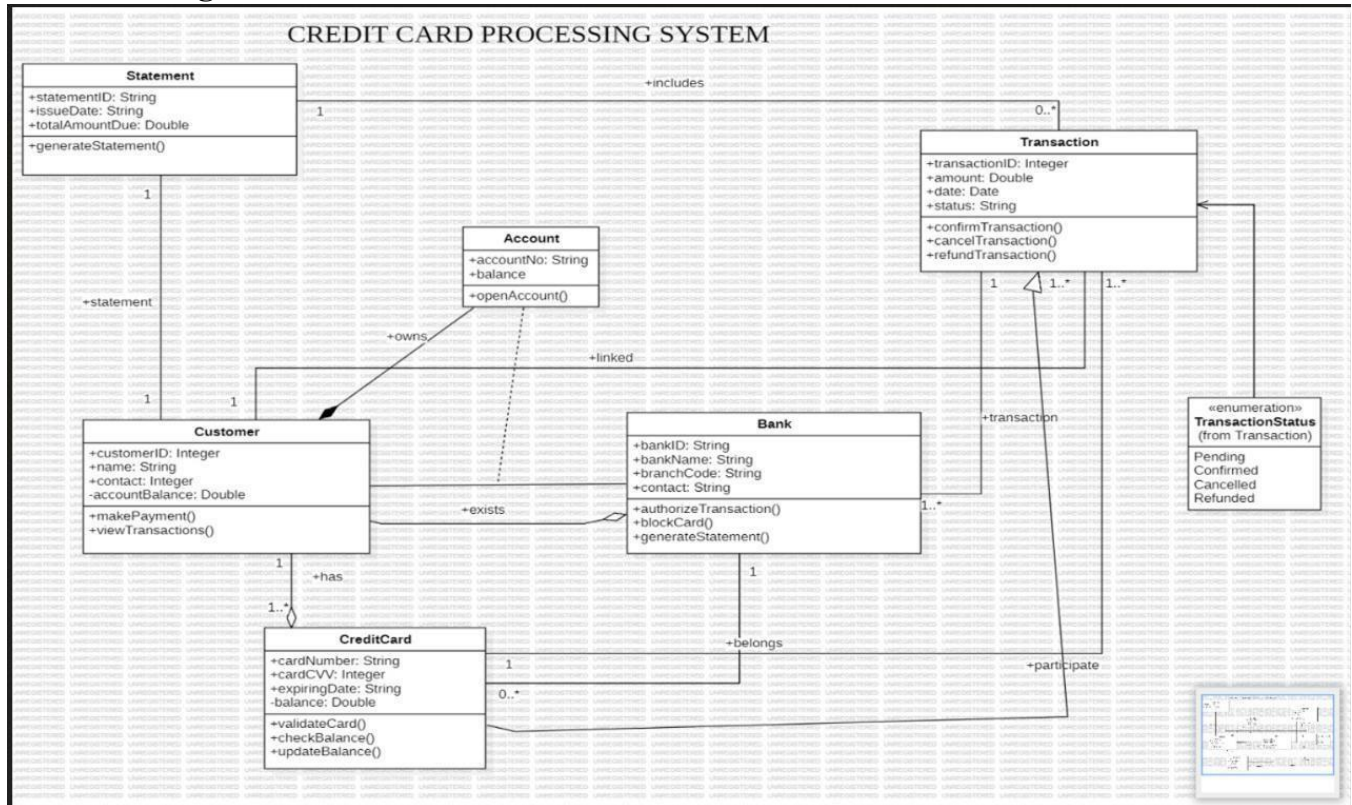 CREDIT CARD PROCESSING SYSTEM
Statement
+statementID: String
+issueDate: String
+totalAmountDue: Double
+generateStatement()
1
+includes
0..*
Transaction
+transactionID: Integer
+amount: Double
+date: Date
+status: String
+confirmTransaction()
+cancelTransaction()
+refundTransaction()
1
+statement
1
Account
+accountNo: String
+balance
+openAccount()
+owns
+linked
1
1
1..*
1..*
+transaction
1..*
«enumeration»
TransactionStatus
(from Transaction)
Pending
Confirmed
Cancelled
Refunded
Customer
+customerID: Integer
+name: String
+contact: Integer
-accountBalance: Double
+makePayment()
+viewTransactions()
+exists
Bank
+bankID: String
+bankName: String
+branchCode: String
+contact: String
+authorizeTransaction()
+blockCard()
+generateStatement()
1
+has
1..*
1
+belongs
CreditCard
+cardNumber: String
+cardCVV: Integer
+expiringDate: String
-balance: Double
+validateCard()
+checkBalance()
+updateBalance()
1
+participate
0..*